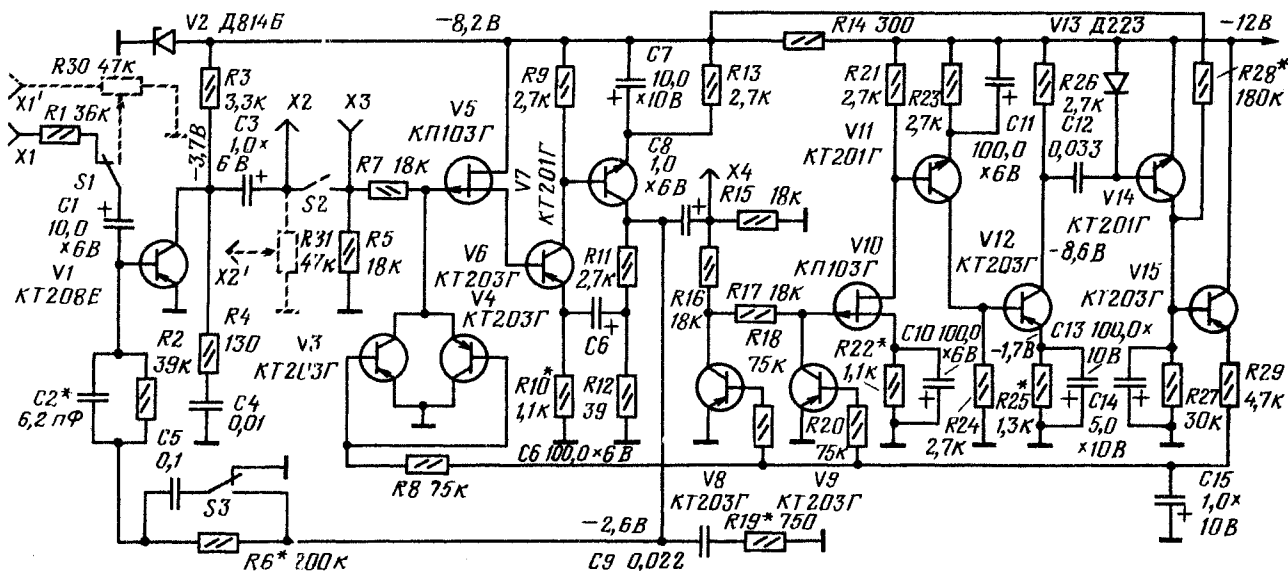 V2 Д814Б
−8,2В
R14 300
V13 Д223
−12В
R30 47к
X1'
R1 36к
X1
S1
C1
10,0
×6В
V1
КТ208Е
R3
3,3к
−3,7В
C3
1,0×
6В
X2
X3
S2
R7 18к
V5
КП103Г
R9
2,7к
C7
10,0
×10В
R13
2,7к
R21
2,7к
R23
2,7к
V11
КТ201Г
C11
100,0
×6В
R26
2,7к
C12
0,033
R28*
180к
V7
КТ201Г
C8
1,0
×6В
X4
R15
18к
V14
КТ201Г
X2'
R31
47к
R5
18к
V6
КТ203Г
V4
КТ203Г
R11
2,7к
R16
18к
R17 18к
V10
КП103Г
V12
КТ203Г
−8,6В
V15
КТ203Г
R2
39к
R4
130
C2*
6,2 пФ
C4
0,01
V3
КТ203Г
C6
R10*
1,1к
R12
39
R18
75к
R22*
1,1к
C10 100,0
×6В
−1,7В
C13 100,0×
10В
R20
75к
R24
2,7к
R25*
1,3к
C14
5,0
×10В
R27
30к
R29
4,7к
C5
0,1
S3
R8 75к
C6 100,0×6В
V8
КТ203Г
V9
КТ203Г
C15
1,0×
10В
R6* 200к
−2,6В
C9 0,022
R19* 750